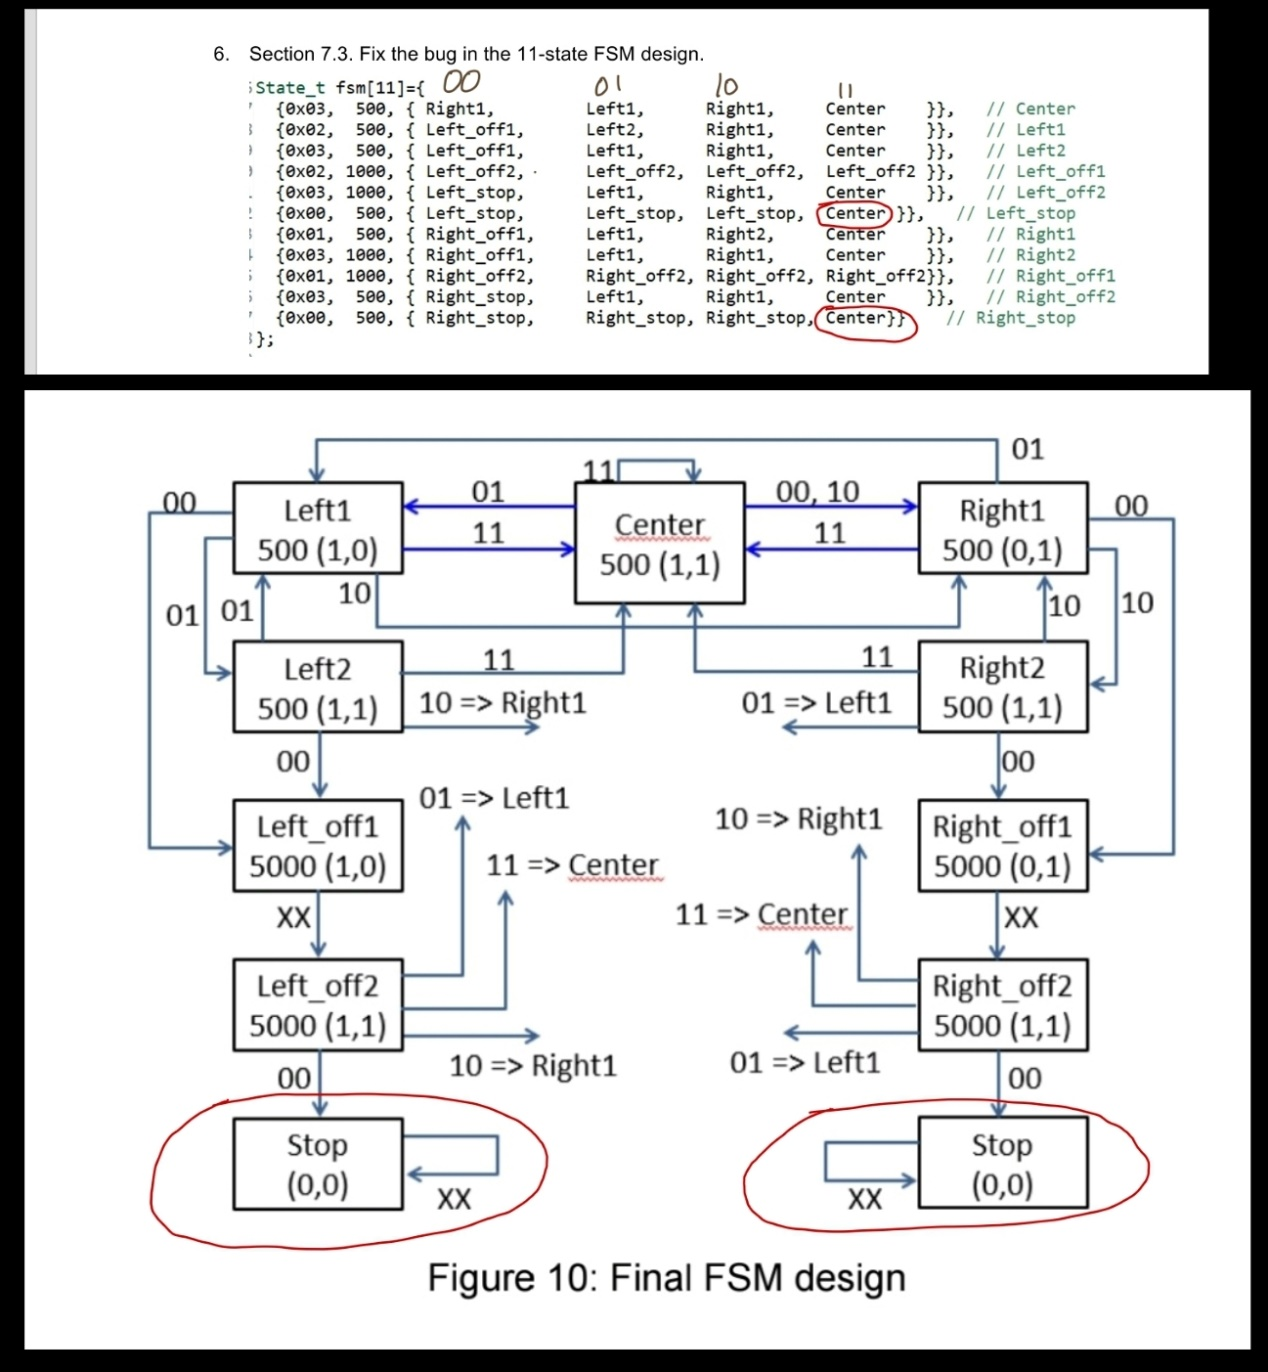 6. Section 7.3. Fix the bug in the 11-state FSM design.
00 01 10 11
State_t fsm[11]={
{0x03, 500, { Right1, Left1, Right1, Center }}, // Center
{0x02, 500, { Left_off1, Left2, Right1, Center }}, // Left1
{0x03, 500, { Left_off1, Left1, Right1, Center }}, // Left2
{0x02, 1000, { Left_off2, Left_off2, Left_off2, Left_off2 }}, // Left_off1
{0x03, 1000, { Left_stop, Left1, Right1, Center }}, // Left_off2
{0x00, 500, { Left_stop, Left_stop, Left_stop, Center }}, // Left_stop
{0x01, 500, { Right_off1, Left1, Right2, Center }}, // Right1
{0x03, 1000, { Right_off1, Left1, Right1, Center }}, // Right2
{0x01, 1000, { Right_off2, Right_off2, Right_off2, Right_off2}}, // Right_off1
{0x03, 500, { Right_stop, Left1, Right1, Center }}, // Right_off2
{0x00, 500, { Right_stop, Right_stop, Right_stop, Center}} // Right_stop
};
01
11
00
Left1
500 (1,0)
01
11
Center
500 (1,1)
00, 10
11
Right1
500 (0,1)
00
01
01
10
10
10
Left2
500 (1,1)
11
10 => Right1
11
01 => Left1
Right2
500 (1,1)
00
00
01 => Left1
10 => Right1
Left_off1
5000 (1,0)
11 => Center
11 => Center
Right_off1
5000 (0,1)
XX
XX
Left_off2
5000 (1,1)
10 => Right1
01 => Left1
Right_off2
5000 (1,1)
00
00
Stop
(0,0)
XX
XX
Stop
(0,0)
Figure 10: Final FSM design